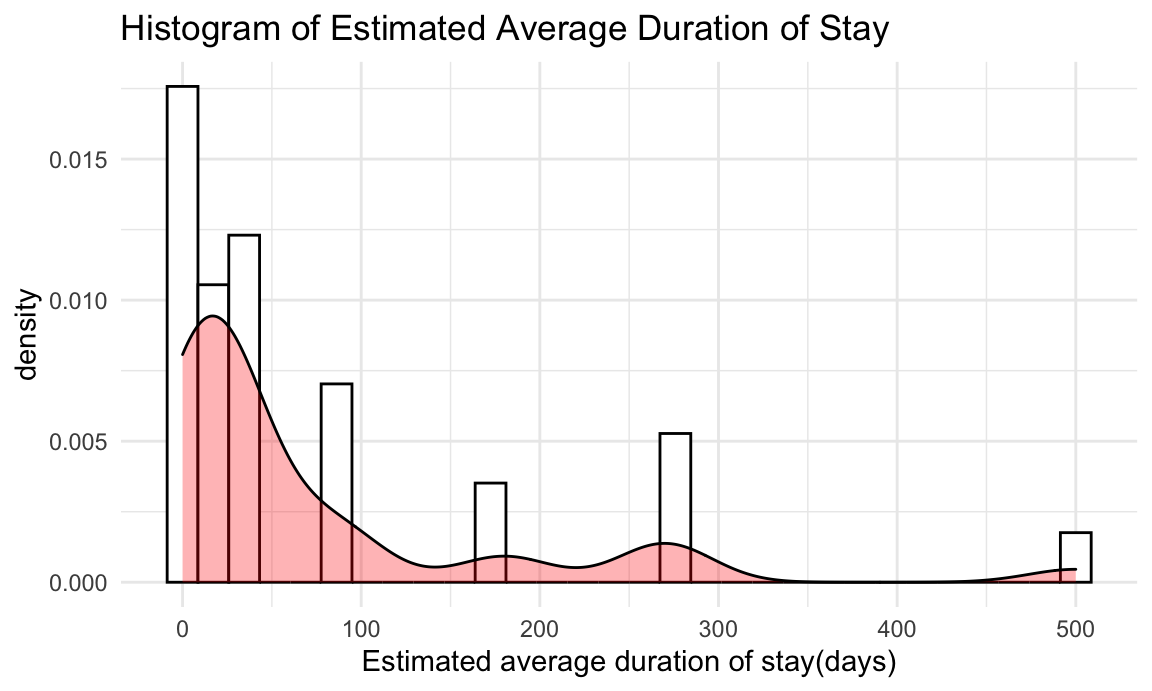 Histogram of Estimated Average Duration of Stay
density
0.015
0.010
0.005
0.000
0 100 200 300 400 500
Estimated average duration of stay(days)